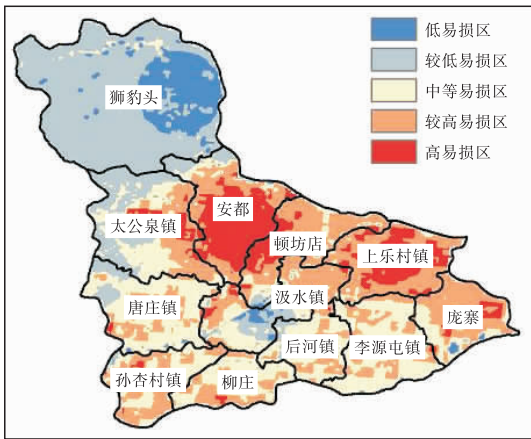 低易损区
较低易损区
中等易损区
较高易损区
高易损区
狮豹头
太公泉镇
安都
顿坊店
上乐村镇
唐庄镇
汲水镇
庞寨
后河镇
李源屯镇
孙杏村镇
柳庄